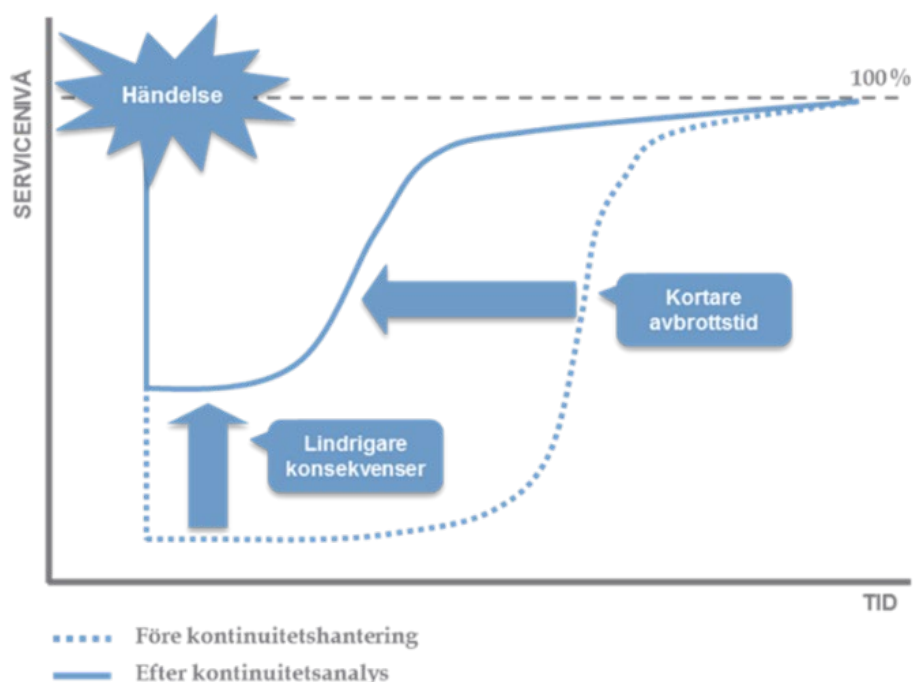 Händelse
100 %
SERVICENIVÅ
Kortare
avbrottstid
Lindrigare
konsekvenser
TID
Före kontinuitetshantering
Efter kontinuitetsanalys